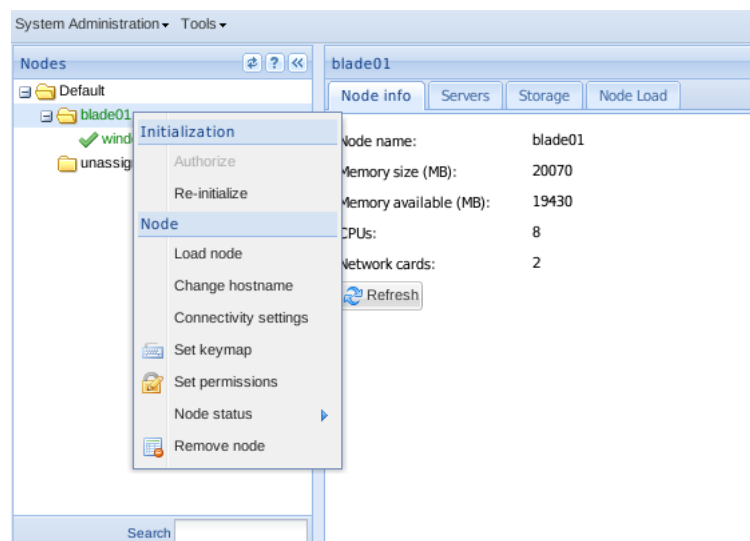 System Administration Tools
Nodes
Default
blade01
wind
unassig
Search
Initialization
Authorize
Re-initialize
Node
Load node
Change hostname
Connectivity settings
Set keymap
Set permissions
Node status
Remove node
blade01
Node info Servers Storage Node Load
Node name: blade01
Memory size (MB): 20070
Memory available (MB): 19430
CPUs: 8
Network cards: 2
Refresh